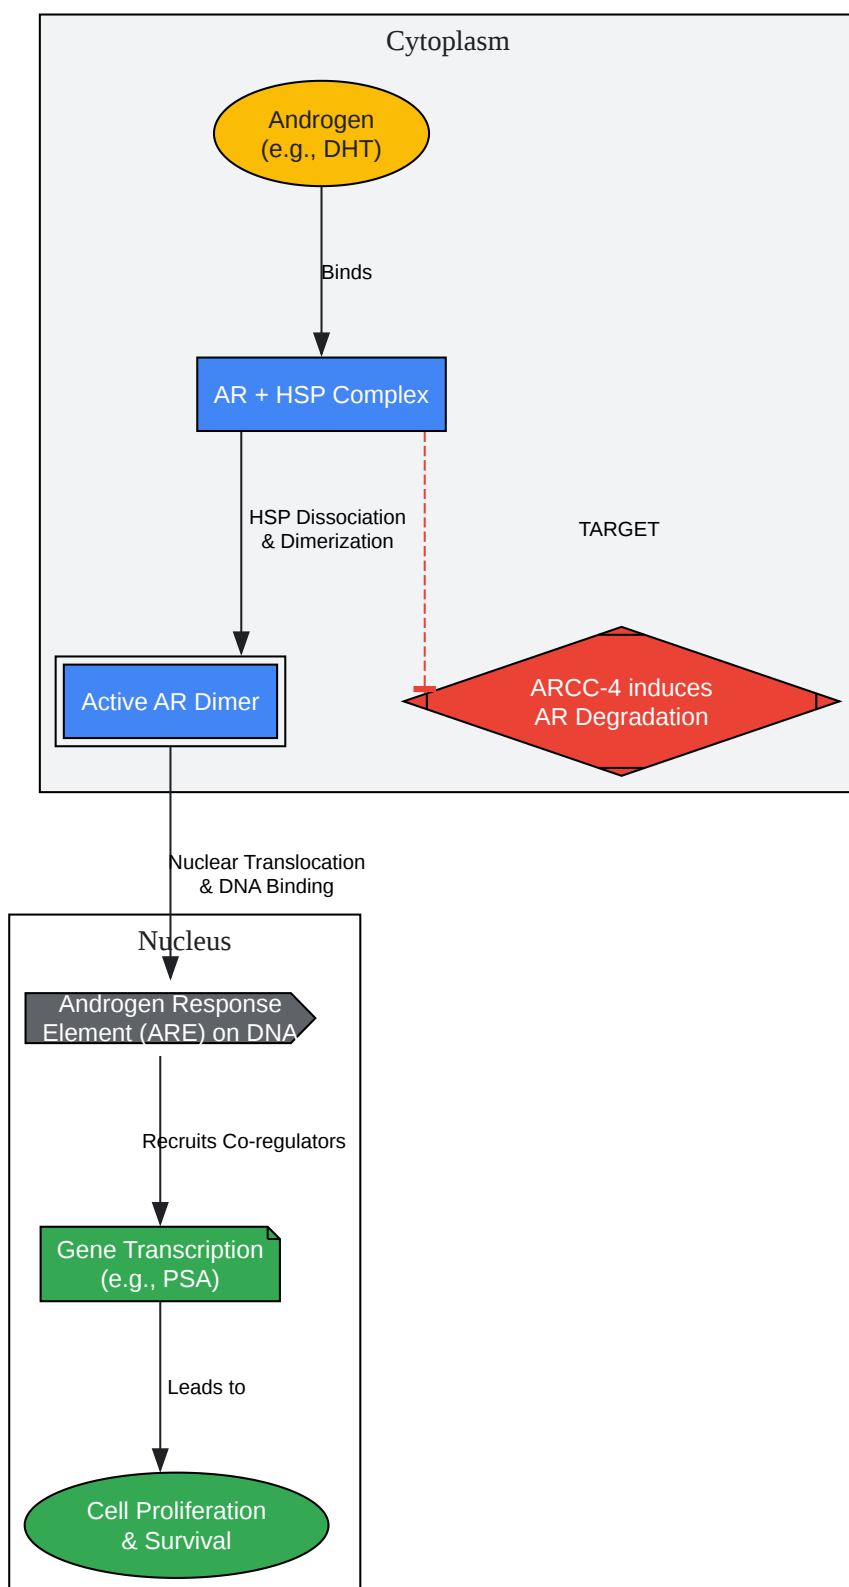 Cytoplasm
Androgen
(e.g., DHT)
Binds
AR + HSP Complex
HSP Dissociation
& Dimerization
TARGET
Active AR Dimer
ARCC-4 induces
AR Degradation
Nuclear Translocation
& DNA Binding
Nucleus
Androgen Response
Element (ARE) on DNA
Recruits Co-regulators
Gene Transcription
(e.g., PSA)
Leads to
Cell Proliferation
& Survival